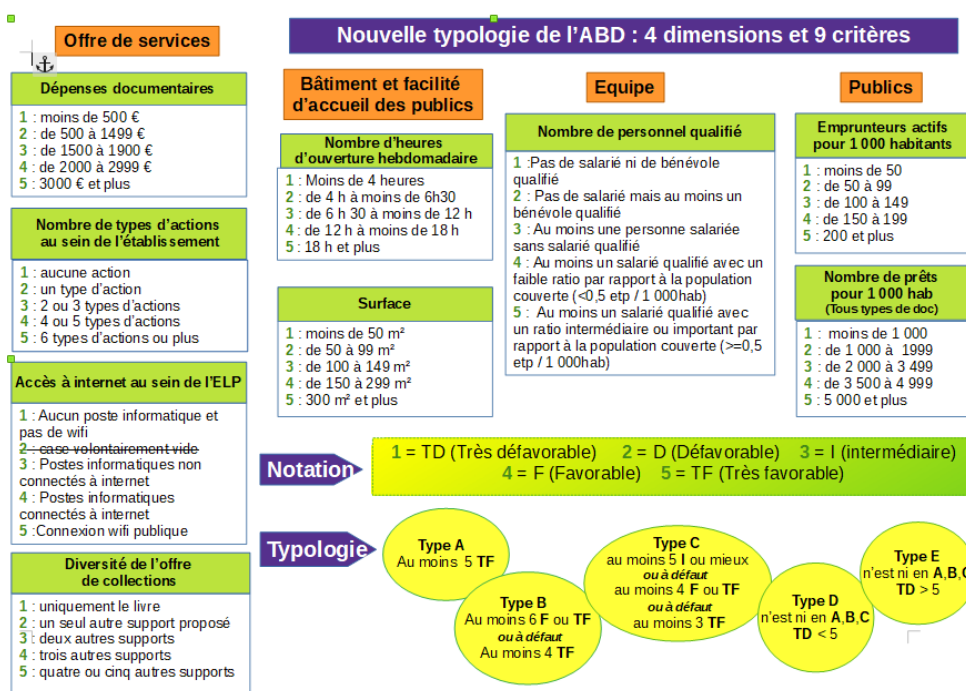 Nouvelle typologie de l'ABD : 4 dimensions et 9 critères
Offre de services
Dépenses documentaires
1 : moins de 500 €
2 : de 500 à 1499 €
3 : de 1500 à 1900 €
4 : de 2000 à 2999 €
5 : 3000 € et plus
Nombre de types d'actions
au sein de l'établissement
1 : aucune action
2 : un type d'action
3 : 2 ou 3 types d'actions
4 : 4 ou 5 types d'actions
5 : 6 types d'actions ou plus
Accès à internet au sein de l'ELP
1 : Aucun poste informatique et
pas de wifi
2 : case volontairement vide
3 : Postes informatiques non
connectés à internet
4 : Postes informatiques
connectés à internet
5 :Connexion wifi publique
Diversité de l'offre
de collections
1 : uniquement le livre
2 : un seul autre support proposé
3 : deux autres supports
4 : trois autres supports
5 : quatre ou cinq autres supports
Bâtiment et facilité
d'accueil des publics
Nombre d'heures
d'ouverture hebdomadaire
1 : Moins de 4 heures
2 : de 4 h à moins de 6h30
3 : de 6 h 30 à moins de 12 h
4 : de 12 h à moins de 18 h
5 : 18 h et plus
Surface
1 : moins de 50 m²
2 : de 50 à 99 m²
3 : de 100 à 149 m²
4 : de 150 à 299 m²
5 : 300 m² et plus
Equipe
Nombre de personnel qualifié
1 :Pas de salarié ni de bénévole
qualifié
2 : Pas de salarié mais au moins un
bénévole qualifié
3 : Au moins une personne salariée
sans salarié qualifié
4 : Au moins un salarié qualifié avec un
faible ratio par rapport à la population
couverte (<0,5 etp / 1 000hab)
5 : Au moins un salarié qualifié avec
un ratio intermédiaire ou important par
rapport à la population couverte (>=0,5
etp / 1 000hab)
Publics
Emprunteurs actifs
pour 1 000 habitants
1 : moins de 50
2 : de 50 à 99
3 : de 100 à 149
4 : de 150 à 199
5 : 200 et plus
Nombre de prêts
pour 1 000 hab
(Tous types de doc)
1 : moins de 1 000
2 : de 1 000 à 1999
3 : de 2 000 à 3 499
4 : de 3 500 à 4 999
5 : 5 000 et plus
Notation
1 = TD (Très défavorable) 2 = D (Défavorable) 3 = I (intermédiaire)
4 = F (Favorable) 5 = TF (Très favorable)
Typologie
Type A
Au moins 5 TF
Type B
Au moins 6 F ou TF
ou à défaut
Au moins 4 TF
Type C
au moins 5 I ou mieux
ou à défaut
au moins 4 F ou TF
ou à défaut
au moins 3 TF
Type D
n'est ni en A,B,C
TD < 5
Type E
n'est ni en A,B,C
TD > 5